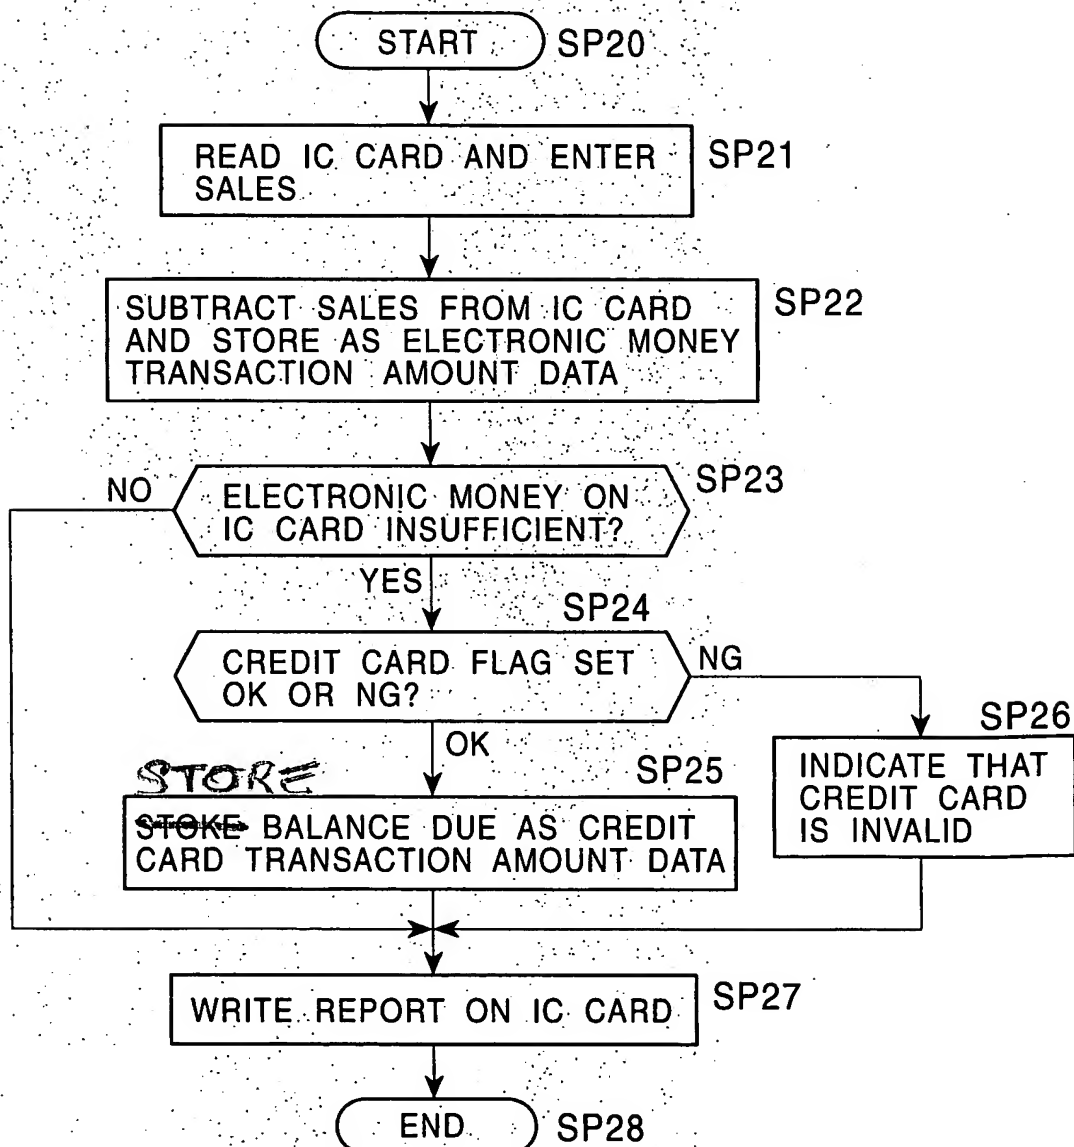 START SP20
READ IC CARD AND ENTER
SALES
SP21
SUBTRACT SALES FROM IC CARD
AND STORE AS ELECTRONIC MONEY
TRANSACTION AMOUNT DATA
SP22
ELECTRONIC MONEY ON
IC CARD INSUFFICIENT?
SP23
NO
YES
SP24
CREDIT CARD FLAG SET
OK OR NG?
NG
OK
SP25
STORE
STOKE BALANCE DUE AS CREDIT
CARD TRANSACTION AMOUNT DATA
SP26
INDICATE THAT
CREDIT CARD
IS INVALID
WRITE REPORT ON IC CARD SP27
END SP28